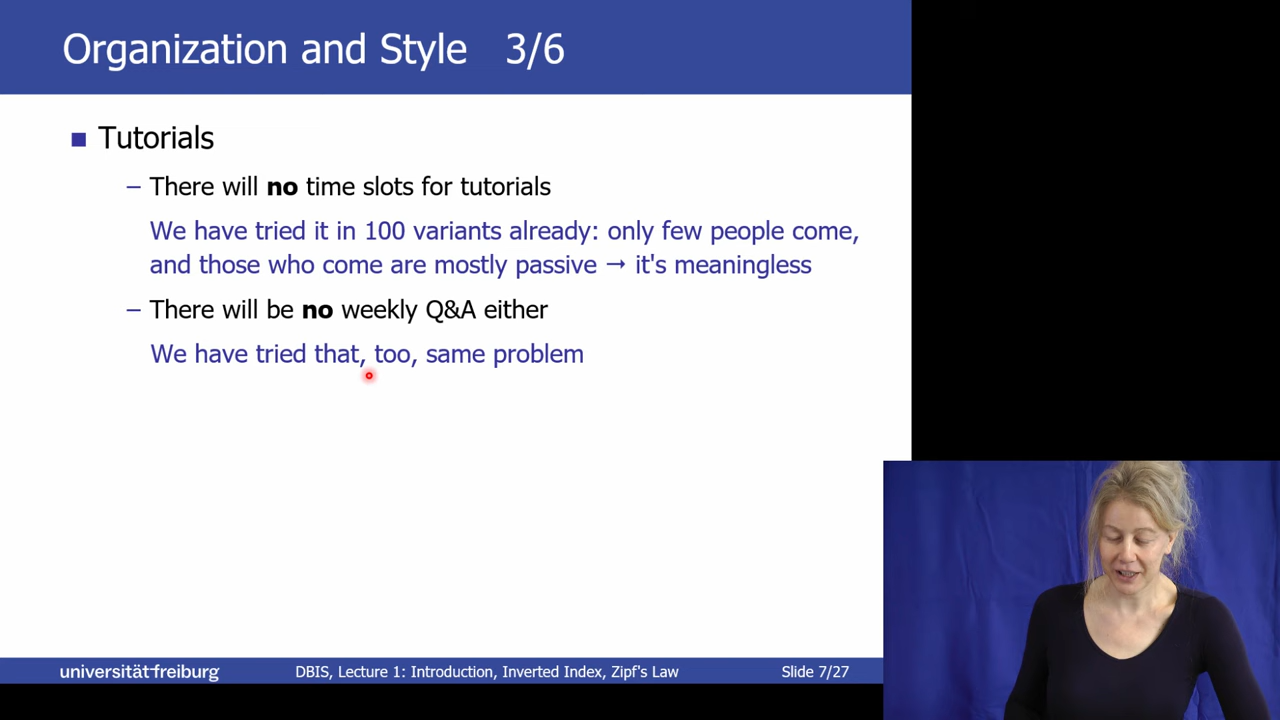 Organization and Style 3/6
Tutorials
– There will no time slots for tutorials
We have tried it in 100 variants already: only few people come,
and those who come are mostly passive → it's meaningless
– There will be no weekly Q&A either
We have tried that, too, same problem
universität freiburg
DBIS, Lecture 1: Introduction, Inverted Index, Zipf's Law
Slide 7/27